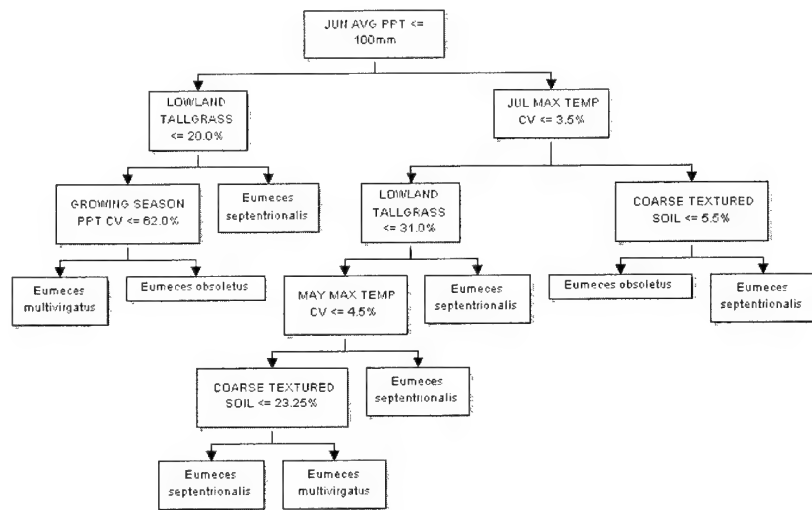 JUN AVG PPT <=
100mm
LOWLAND
TALLGRASS
<= 20.0%
JUL MAX TEMP
CV <= 3.5%
GROWING SEASON
PPT CV <= 62.0%
Eumeces
septentrionalis
LOWLAND
TALLGRASS
<= 31.0%
COARSE TEXTURED
SOIL <= 5.5%
Eumeces
multivirgatus
Eumeces obsoletus
MAY MAX TEMP
CV <= 4.5%
Eumeces
septentrionalis
Eumeces obsoletus
Eumeces
septentrionalis
COARSE TEXTURED
SOIL <= 23.25%
Eumeces
septentrionalis
Eumeces
septentrionalis
Eumeces
multivirgatus